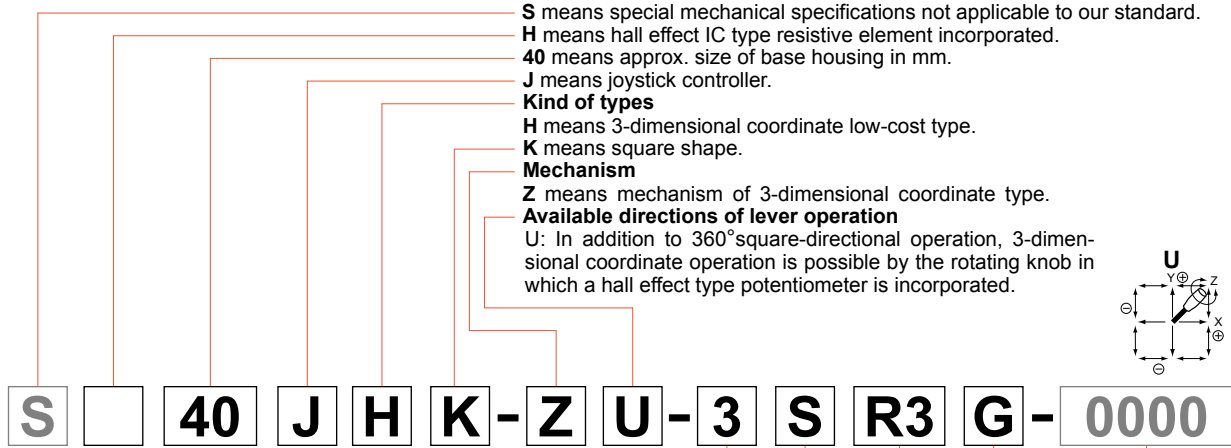 S means special mechanical specifications not applicable to our standard.
H means hall effect IC type resistive element incorporated.
40 means approx. size of base housing in mm.
J means joystick controller.
Kind of types
H means 3-dimensional coordinate low-cost type.
K means square shape.
Mechanism
Z means mechanism of 3-dimensional coordinate type.
Available directions of lever operation
U: In addition to 360°square-directional operation, 3-dimen-
sional coordinate operation is possible by the rotating knob in
which a hall effect type potentiometer is incorporated.
U
Y⊕ Z
⊖
X
⊕
⊖
S 40 J H K-Z U-3 S R3 G-0000